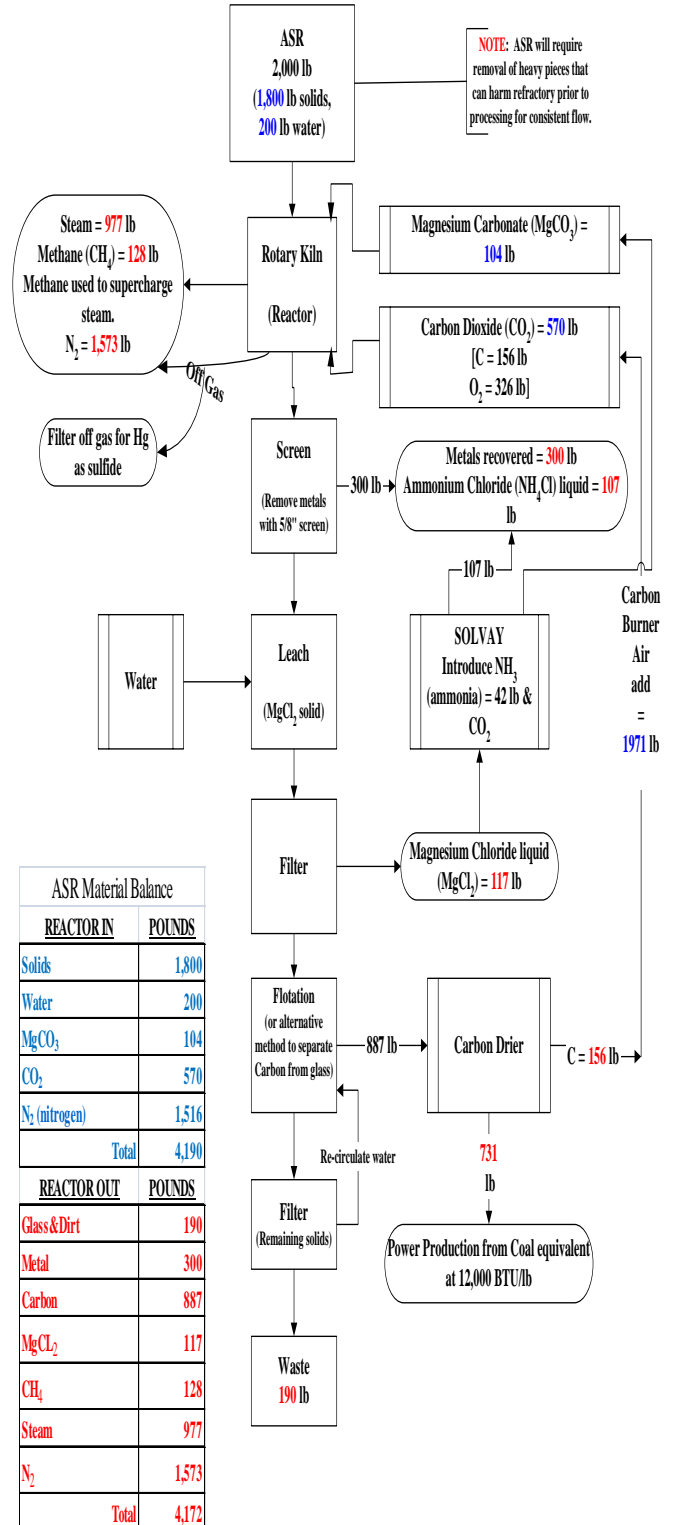 ASR
2,000 lb
(1,800 lb solids,
200 lb water)
NOTE: ASR will require
removal of heavy pieces that
can harm refractory prior to
processing for consistent flow.
Steam = 977 lb
Methane (CH4) = 128 lb
Methane used to supercharge
steam.
N2 = 1,573 lb
Rotary Kiln
(Reactor)
Magnesium Carbonate (MgCO3) =
104 lb
Carbon Dioxide (CO2) = 570 lb
[C = 156 lb
O2 = 326 lb]
Off Gas
Filter off gas for Hg
as sulfide
Screen
(Remove metals
with 5/8" screen)
300 lb
Metals recovered = 300 lb
Ammonium Chloride (NH4Cl) liquid = 107
lb
107 lb
Carbon
Burner
Air
add
=
1971 lb
Water
Leach
(MgCl2 solid)
SOLVAY
Introduce NH3
(ammonia) = 42 lb &
CO2
Filter
Magnesium Chloride liquid
(MgCl2) = 117 lb
Flotation
(or alternative
method to separate
Carbon from glass)
887 lb
Carbon Drier
C = 156 lb
Re-circulate water
731
lb
Filter
(Remaining solids)
Power Production from Coal equivalent
at 12,000 BTU/lb
Waste
190 lb
ASR Material Balance
REACTOR IN POUNDS
Solids 1,800
Water 200
MgCO3 104
CO2 570
N2 (nitrogen) 1,516
Total 4,190
REACTOR OUT POUNDS
Glass&Dirt 190
Metal 300
Carbon 887
MgCL2 117
CH4 128
Steam 977
N2 1,573
Total 4,172